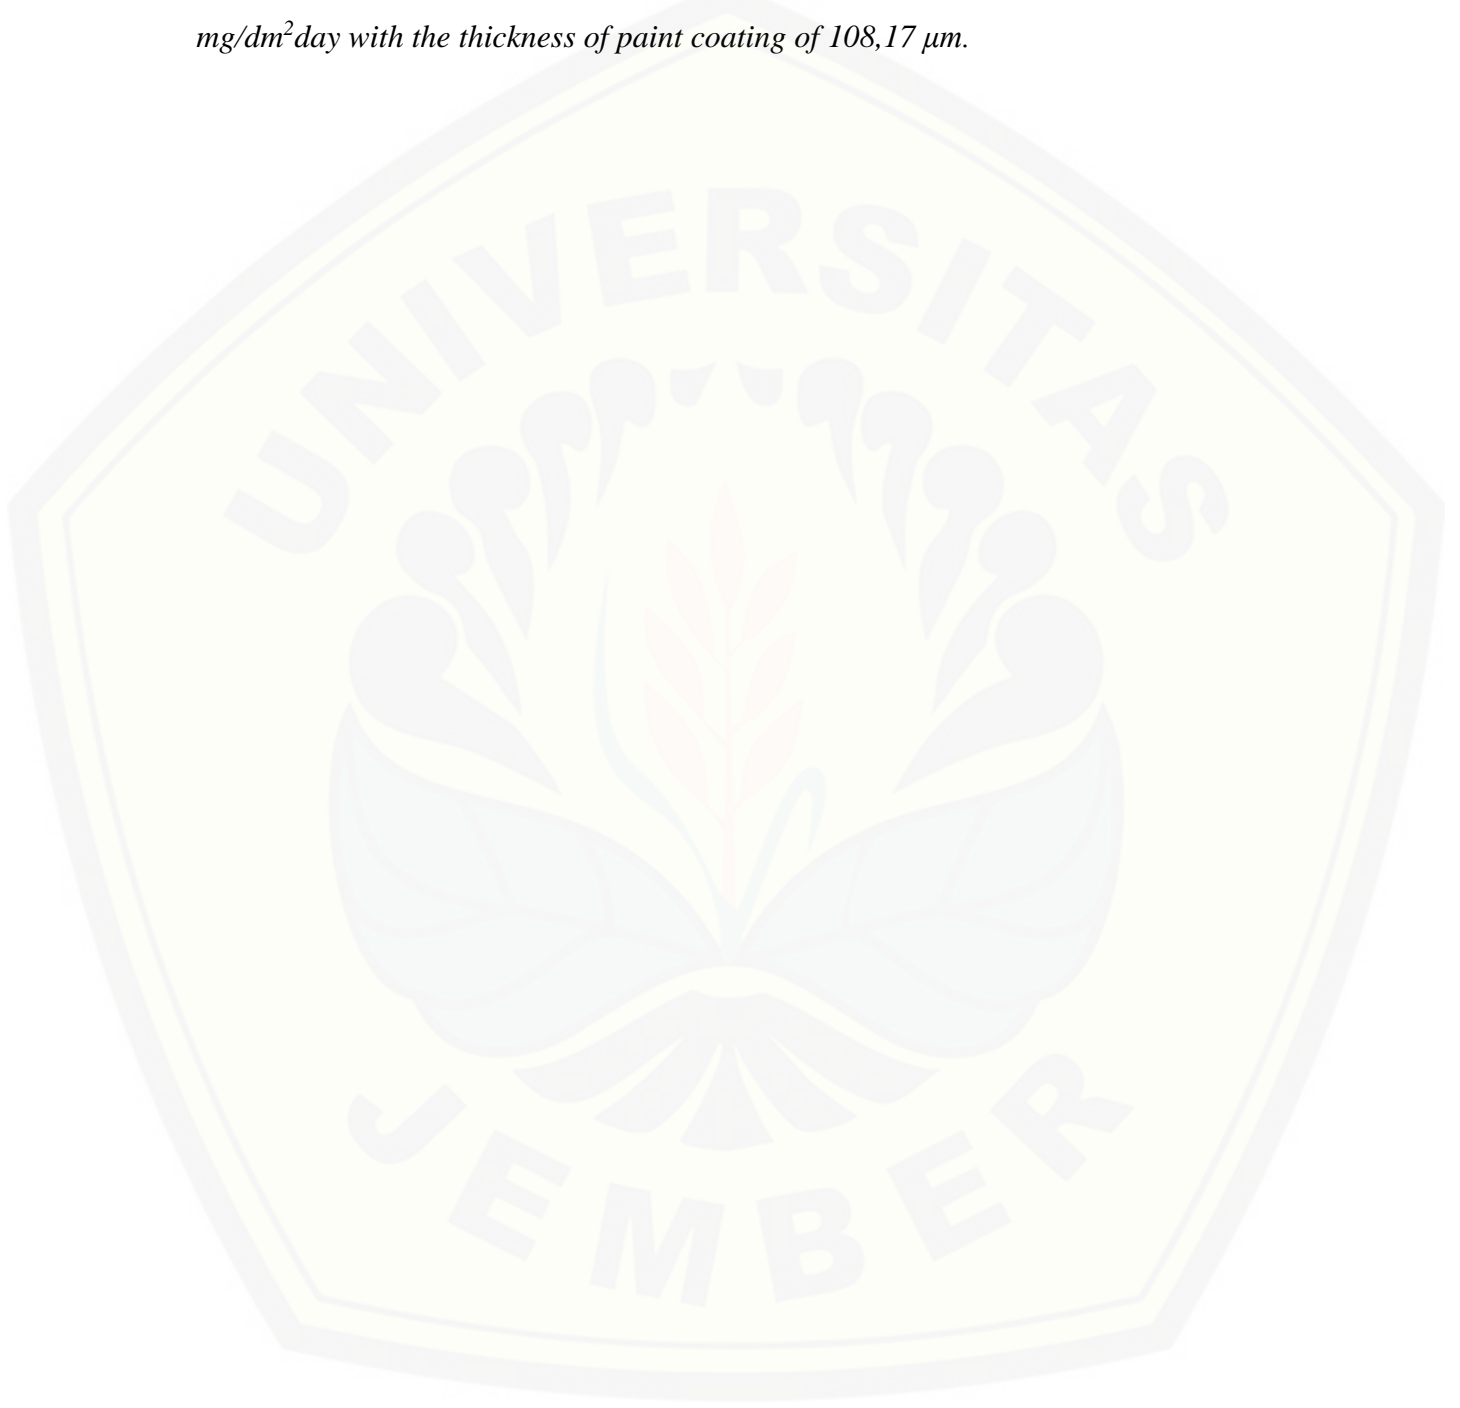 mg/dm²day with the thickness of paint coating of 108,17 µm.
UNIVERSITAS
JEMBER